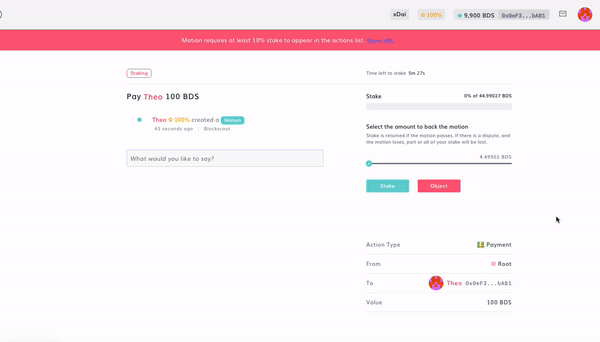 xDai
100%
9,900 BDS
0x0eF3...bAB1
Motion requires at least 10% stake to appear in the actions list. Share URL.
Staking
Time left to stake 5m 27s
Pay Theo 100 BDS
Theo 100% created a Motion
45 seconds ago | Blockscout
What would you like to say?
Stake 0% of 44.99027 BDS
Select the amount to back the motion
Stake is returned if the motion passes. If there is a dispute, and
the motion loses, part or all of your stake will be lost.
4.49902 BDS
Stake
Object
Action Type Payment
From Root
To Theo 0x0eF3...bAB1
Value 100 BDS